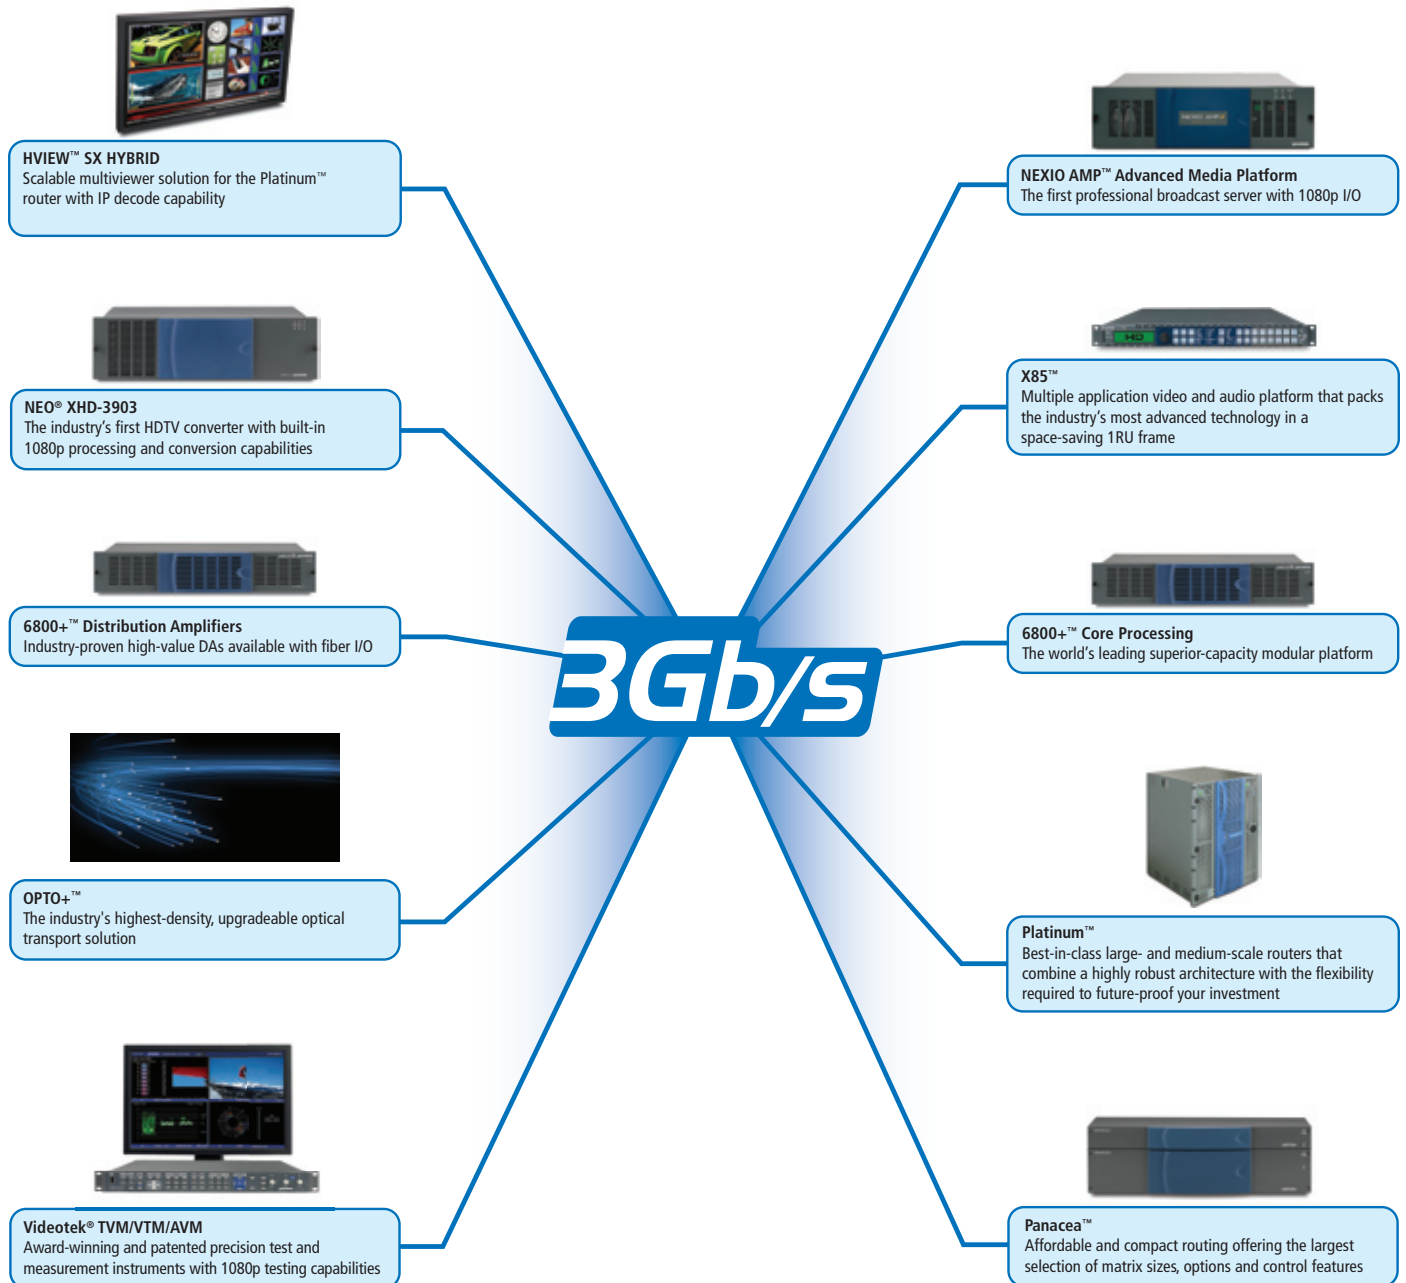 HVIEW™ SX HYBRID
Scalable multiviewer solution for the Platinum™
router with IP decode capability
NEO® XHD-3903
The industry's first HDTV converter with built-in
1080p processing and conversion capabilities
6800+™ Distribution Amplifiers
Industry-proven high-value DAs available with fiber I/O
OPTO+™
The industry's highest-density, upgradeable optical
transport solution
Videotek® TVM/VTM/AVM
Award-winning and patented precision test and
measurement instruments with 1080p testing capabilities
3Gb/s
NEXIO AMP
NEXIO AMP™ Advanced Media Platform
The first professional broadcast server with 1080p I/O
HD
X85™
Multiple application video and audio platform that packs
the industry's most advanced technology in a
space-saving 1RU frame
6800+™ Core Processing
The world's leading superior-capacity modular platform
Platinum™
Best-in-class large- and medium-scale routers that
combine a highly robust architecture with the flexibility
required to future-proof your investment
Panacea™
Affordable and compact routing offering the largest
selection of matrix sizes, options and control features